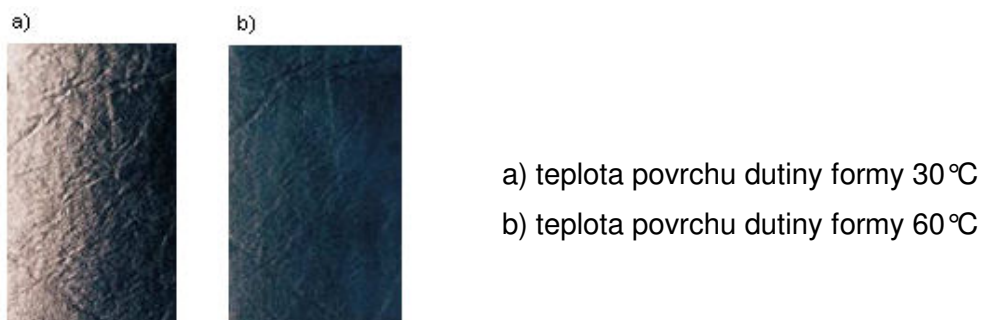 a)
b)
a) teplota povrchu dutiny formy 30°C
b) teplota povrchu dutiny formy 60°C